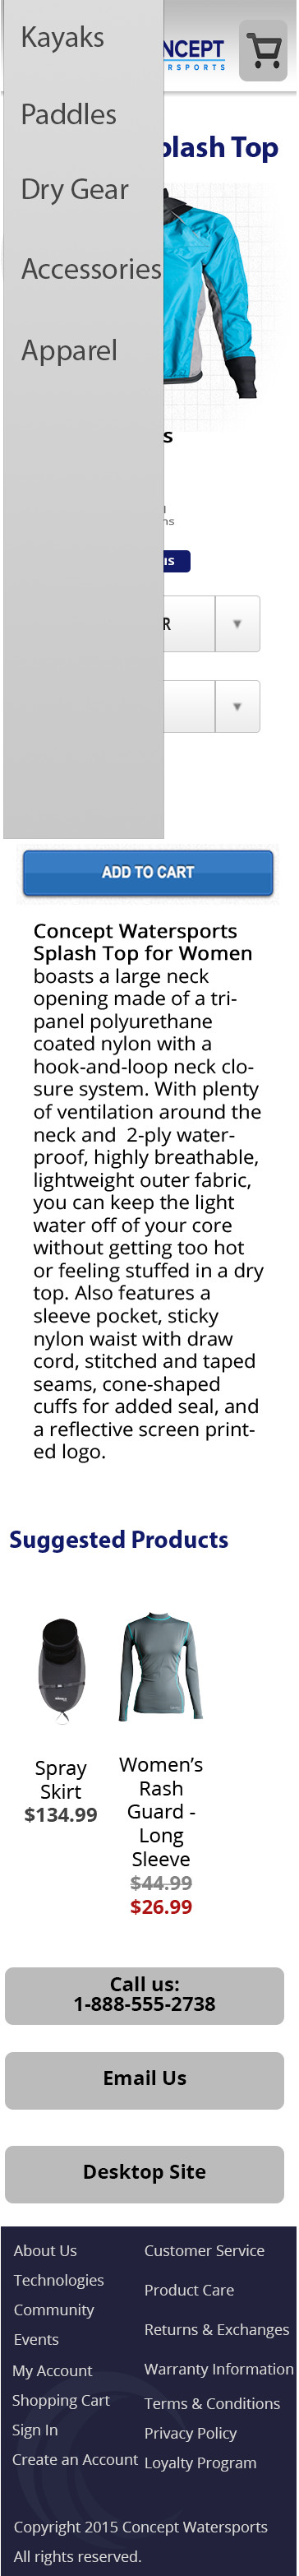 Kayaks
NCEPT
RSPORTS
Paddles
plash Top
Dry Gear
Accessories
Apparel
s
ns
us
R
ADD TO CART
Concept Watersports
Splash Top for Women
boasts a large neck
opening made of a tri-
panel polyurethane
coated nylon with a
hook-and-loop neck clo-
sure system. With plenty
of ventilation around the
neck and 2-ply water-
proof, highly breathable,
lightweight outer fabric,
you can keep the light
water off of your core
without getting too hot
or feeling stuffed in a dry
top. Also features a
sleeve pocket, sticky
nylon waist with draw
cord, stitched and taped
seams, cone-shaped
cuffs for added seal, and
a reflective screen print-
ed logo.
Suggested Products
Spray
Skirt
$134.99
Women’s
Rash
Guard -
Long
Sleeve
$44.99
$26.99
Call us:
1-888-555-2738
Email Us
Desktop Site
About Us
Technologies
Community
Events
My Account
Shopping Cart
Sign In
Create an Account
Customer Service
Product Care
Returns & Exchanges
Warranty Information
Terms & Conditions
Privacy Policy
Loyalty Program
Copyright 2015 Concept Watersports
All rights reserved.